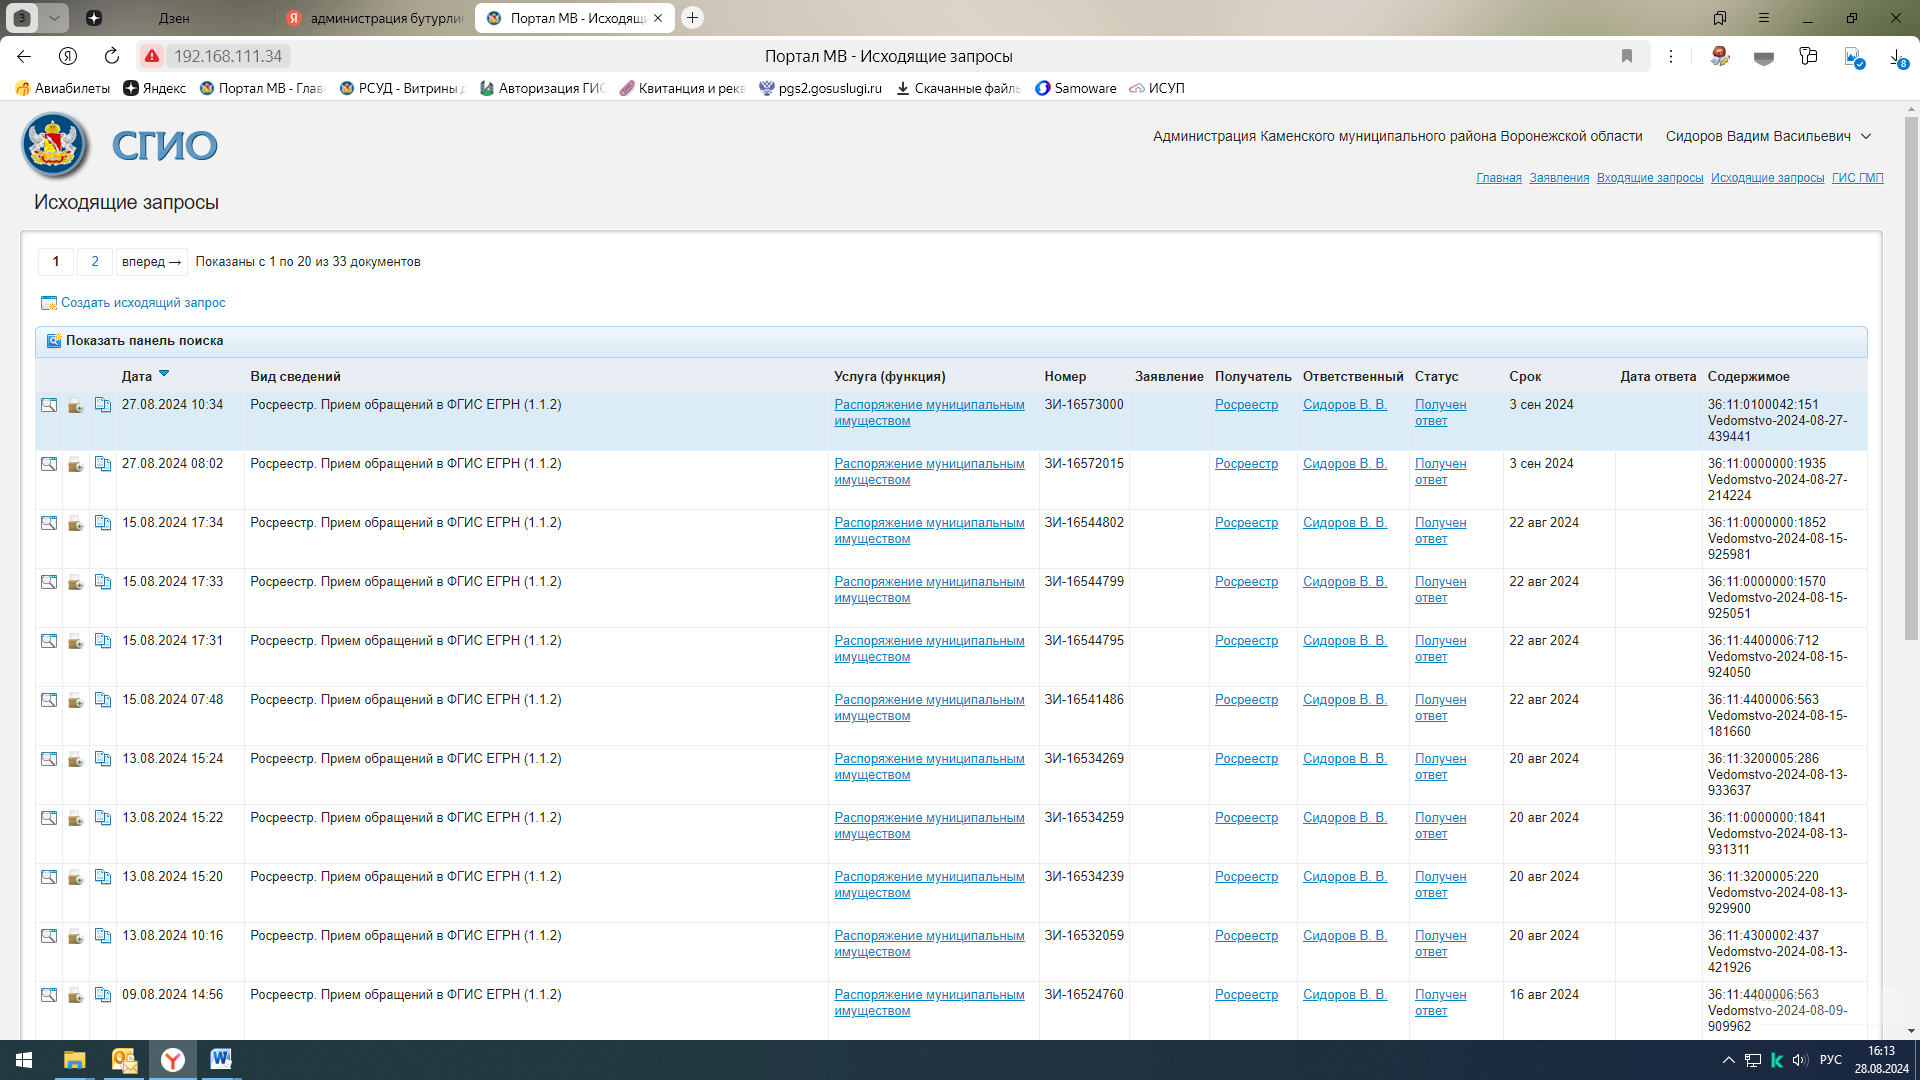 3
Дзен
администрация бутурли
Портал МВ - Исходящи
192.168.111.34
Портал МВ - Исходящие запросы
8
Авиабилеты
Яндекс
Портал МВ - Глав
РСУД - Витрины д
Авторизация ГИС
Квитанция и рекв
pgs2.gosuslugi.ru
Скачанные файлы
Samoware
ИСУП
СГИО
Администрация Каменского муниципального района Воронежской области
Сидоров Вадим Васильевич
Главная Заявления Входящие запросы Исходящие запросы ГИС ГМП
Исходящие запросы
1 2 вперед → Показаны с 1 по 20 из 33 документов
Создать исходящий запрос
Показать панель поиска
Дата Вид сведений Услуга (функция) Номер Заявление Получатель Ответственный Статус Срок Дата ответа Содержимое
27.08.2024 10:34 Росреестр. Прием обращений в ФГИС ЕГРН (1.1.2) Распоряжение муниципальным ЗИ-16573000 Росреестр Сидоров В. В. Получен 3 сен 2024 36:11:0100042:151
имуществом ответ Vedomstvo-2024-08-27-
439441
27.08.2024 08:02 Росреестр. Прием обращений в ФГИС ЕГРН (1.1.2) Распоряжение муниципальным ЗИ-16572015 Росреестр Сидоров В. В. Получен 3 сен 2024 36:11:0000000:1935
имуществом ответ Vedomstvo-2024-08-27-
214224
15.08.2024 17:34 Росреестр. Прием обращений в ФГИС ЕГРН (1.1.2) Распоряжение муниципальным ЗИ-16544802 Росреестр Сидоров В. В. Получен 22 авг 2024 36:11:0000000:1852
имуществом ответ Vedomstvo-2024-08-15-
925981
15.08.2024 17:33 Росреестр. Прием обращений в ФГИС ЕГРН (1.1.2) Распоряжение муниципальным ЗИ-16544799 Росреестр Сидоров В. В. Получен 22 авг 2024 36:11:0000000:1570
имуществом ответ Vedomstvo-2024-08-15-
925051
15.08.2024 17:31 Росреестр. Прием обращений в ФГИС ЕГРН (1.1.2) Распоряжение муниципальным ЗИ-16544795 Росреестр Сидоров В. В. Получен 22 авг 2024 36:11:4400006:712
имуществом ответ Vedomstvo-2024-08-15-
924050
15.08.2024 07:48 Росреестр. Прием обращений в ФГИС ЕГРН (1.1.2) Распоряжение муниципальным ЗИ-16541486 Росреестр Сидоров В. В. Получен 22 авг 2024 36:11:4400006:563
имуществом ответ Vedomstvo-2024-08-15-
181660
13.08.2024 15:24 Росреестр. Прием обращений в ФГИС ЕГРН (1.1.2) Распоряжение муниципальным ЗИ-16534269 Росреестр Сидоров В. В. Получен 20 авг 2024 36:11:3200005:286
имуществом ответ Vedomstvo-2024-08-13-
933637
13.08.2024 15:22 Росреестр. Прием обращений в ФГИС ЕГРН (1.1.2) Распоряжение муниципальным ЗИ-16534259 Росреестр Сидоров В. В. Получен 20 авг 2024 36:11:0000000:1841
имуществом ответ Vedomstvo-2024-08-13-
931311
13.08.2024 15:20 Росреестр. Прием обращений в ФГИС ЕГРН (1.1.2) Распоряжение муниципальным ЗИ-16534239 Росреестр Сидоров В. В. Получен 20 авг 2024 36:11:3200005:220
имуществом ответ Vedomstvo-2024-08-13-
929900
13.08.2024 10:16 Росреестр. Прием обращений в ФГИС ЕГРН (1.1.2) Распоряжение муниципальным ЗИ-16532059 Росреестр Сидоров В. В. Получен 20 авг 2024 36:11:4300002:437
имуществом ответ Vedomstvo-2024-08-13-
421926
09.08.2024 14:56 Росреестр. Прием обращений в ФГИС ЕГРН (1.1.2) Распоряжение муниципальным ЗИ-16524760 Росреестр Сидоров В. В. Получен 16 авг 2024 36:11:4400006:563
имуществом ответ Vedomstvo-2024-08-09-
909962
РУС
16:13
28.08.2024